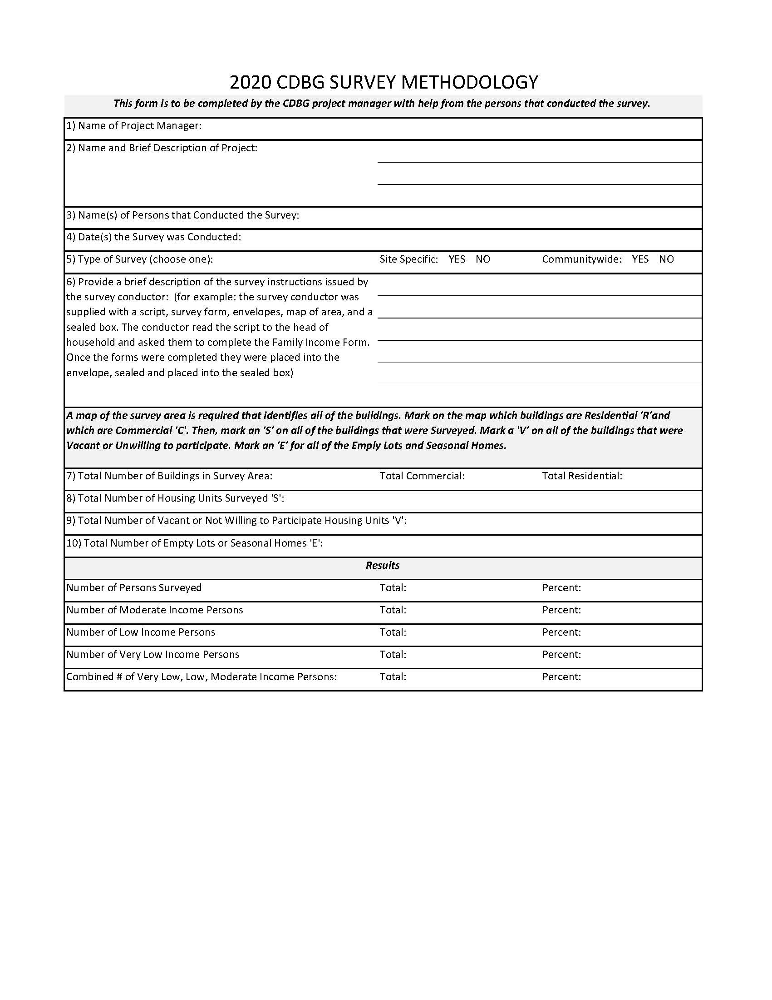 2020 CDBG SURVEY METHODOLOGY
This form is to be completed by the CDBG project manager with help from the persons that conducted the survey.
1) Name of Project Manager:
2) Name and Brief Description of Project:
3) Name(s) of Persons that Conducted the Survey:
4) Date(s) the Survey was Conducted:
5) Type of Survey (choose one): Site Specific: YES NO Communitywide: YES NO
6) Provide a brief description of the survey instructions issued by
the survey conductor: (for example: the survey conductor was
supplied with a script, survey form, envelopes, map of area, and a
sealed box. The conductor read the script to the head of
household and asked them to complete the Family Income Form.
Once the forms were completed they were placed into the
envelope, sealed and placed into the sealed box)
A map of the survey area is required that identifies all of the buildings. Mark on the map which buildings are Residential 'R'and
which are Commercial 'C'. Then, mark an 'S' on all of the buildings that were Surveyed. Mark a 'V' on all of the buildings that were
Vacant or Unwilling to participate. Mark an 'E' for all of the Emply Lots and Seasonal Homes.
7) Total Number of Buildings in Survey Area: Total Commercial: Total Residential:
8) Total Number of Housing Units Surveyed 'S':
9) Total Number of Vacant or Not Willing to Participate Housing Units 'V':
10) Total Number of Empty Lots or Seasonal Homes 'E':
Results
Number of Persons Surveyed Total: Percent:
Number of Moderate Income Persons Total: Percent:
Number of Low Income Persons Total: Percent:
Number of Very Low Income Persons Total: Percent:
Combined # of Very Low, Low, Moderate Income Persons: Total: Percent: